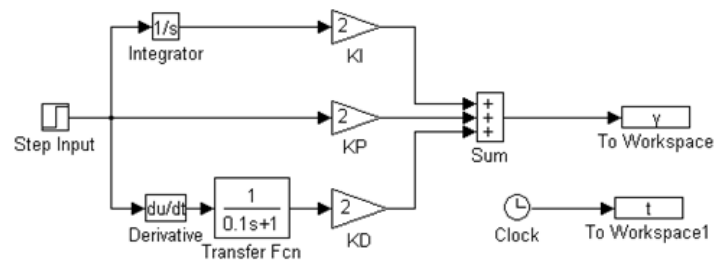 1/s
Integrator
2
KI
Step Input
2
KP
+
+
+
Sum
y
To Workspace
du/dt
Derivative
1
0.1s+1
Transfer Fcn
2
KD
Clock
t
To Workspace1